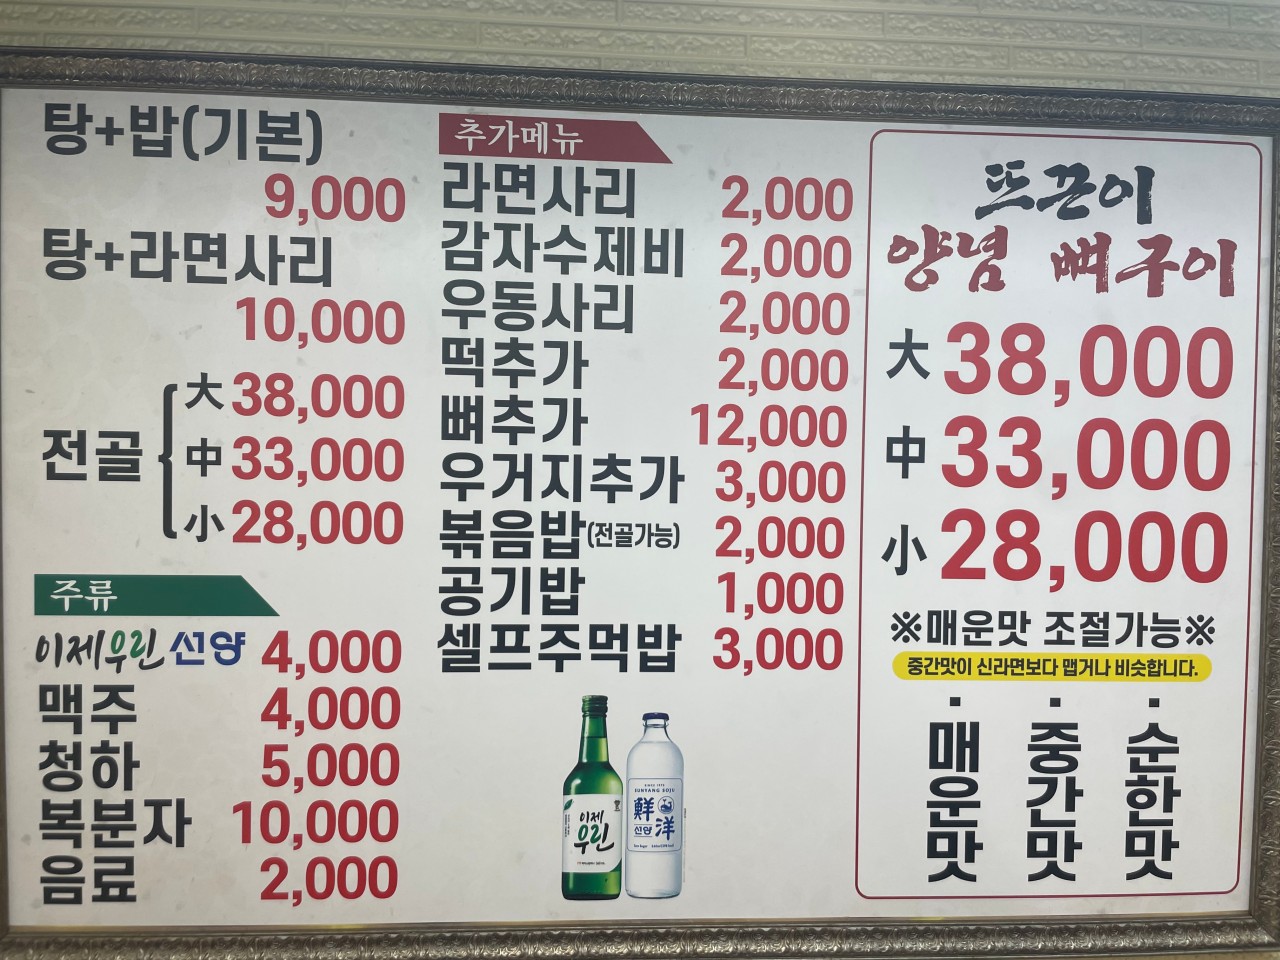 탕+밥(기본)
9,000
탕+라면사리
10,000
전골
大 38,000
中 33,000
小 28,000
주류
이제우린 선양 4,000
맥주 4,000
청하 5,000
복분자 10,000
음료 2,000
추가메뉴
라면사리 2,000
감자수제비 2,000
우동사리 2,000
떡추가 2,000
뼈추가 12,000
우거지추가 3,000
볶음밥(전골가능) 2,000
공기밥 1,000
셀프주먹밥 3,000
이제
우린
SINCE 1973
SUNYANG SOJU
鮮
선양 洋
뜨끈이
양념 뼈구이
大 38,000
中 33,000
小 28,000
※매운맛 조절가능※
중간맛이 신라면보다 맵거나 비슷합니다.
·매운맛
·중간맛
·순한맛